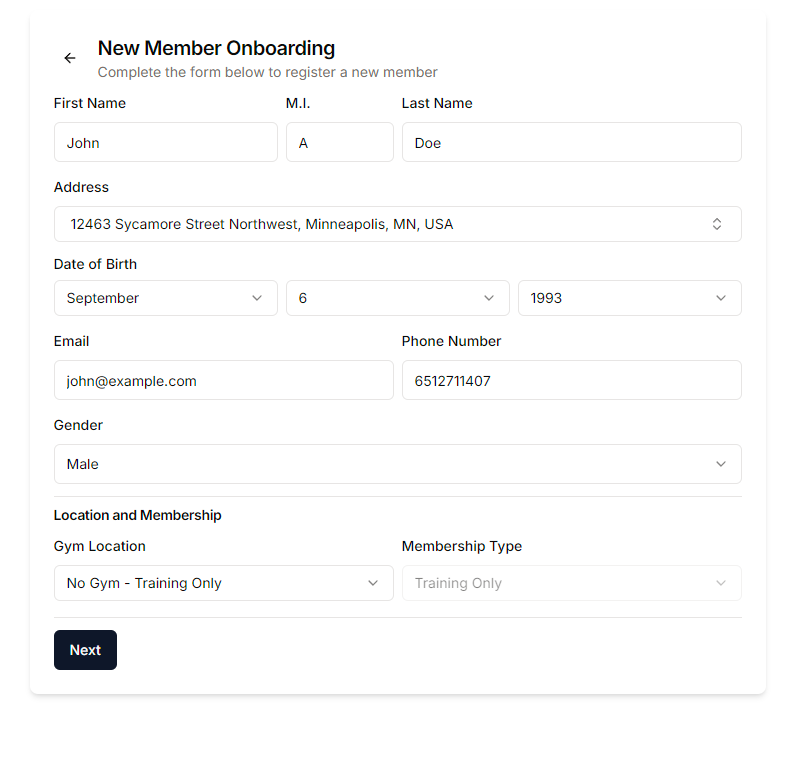 New Member Onboarding
Complete the form below to register a new member
First Name M.I. Last Name
John A Doe
Address
12463 Sycamore Street Northwest, Minneapolis, MN, USA
Date of Birth
September 6 1993
Email Phone Number
john@example.com 6512711407
Gender
Male
Location and Membership
Gym Location Membership Type
No Gym - Training Only Training Only
Next